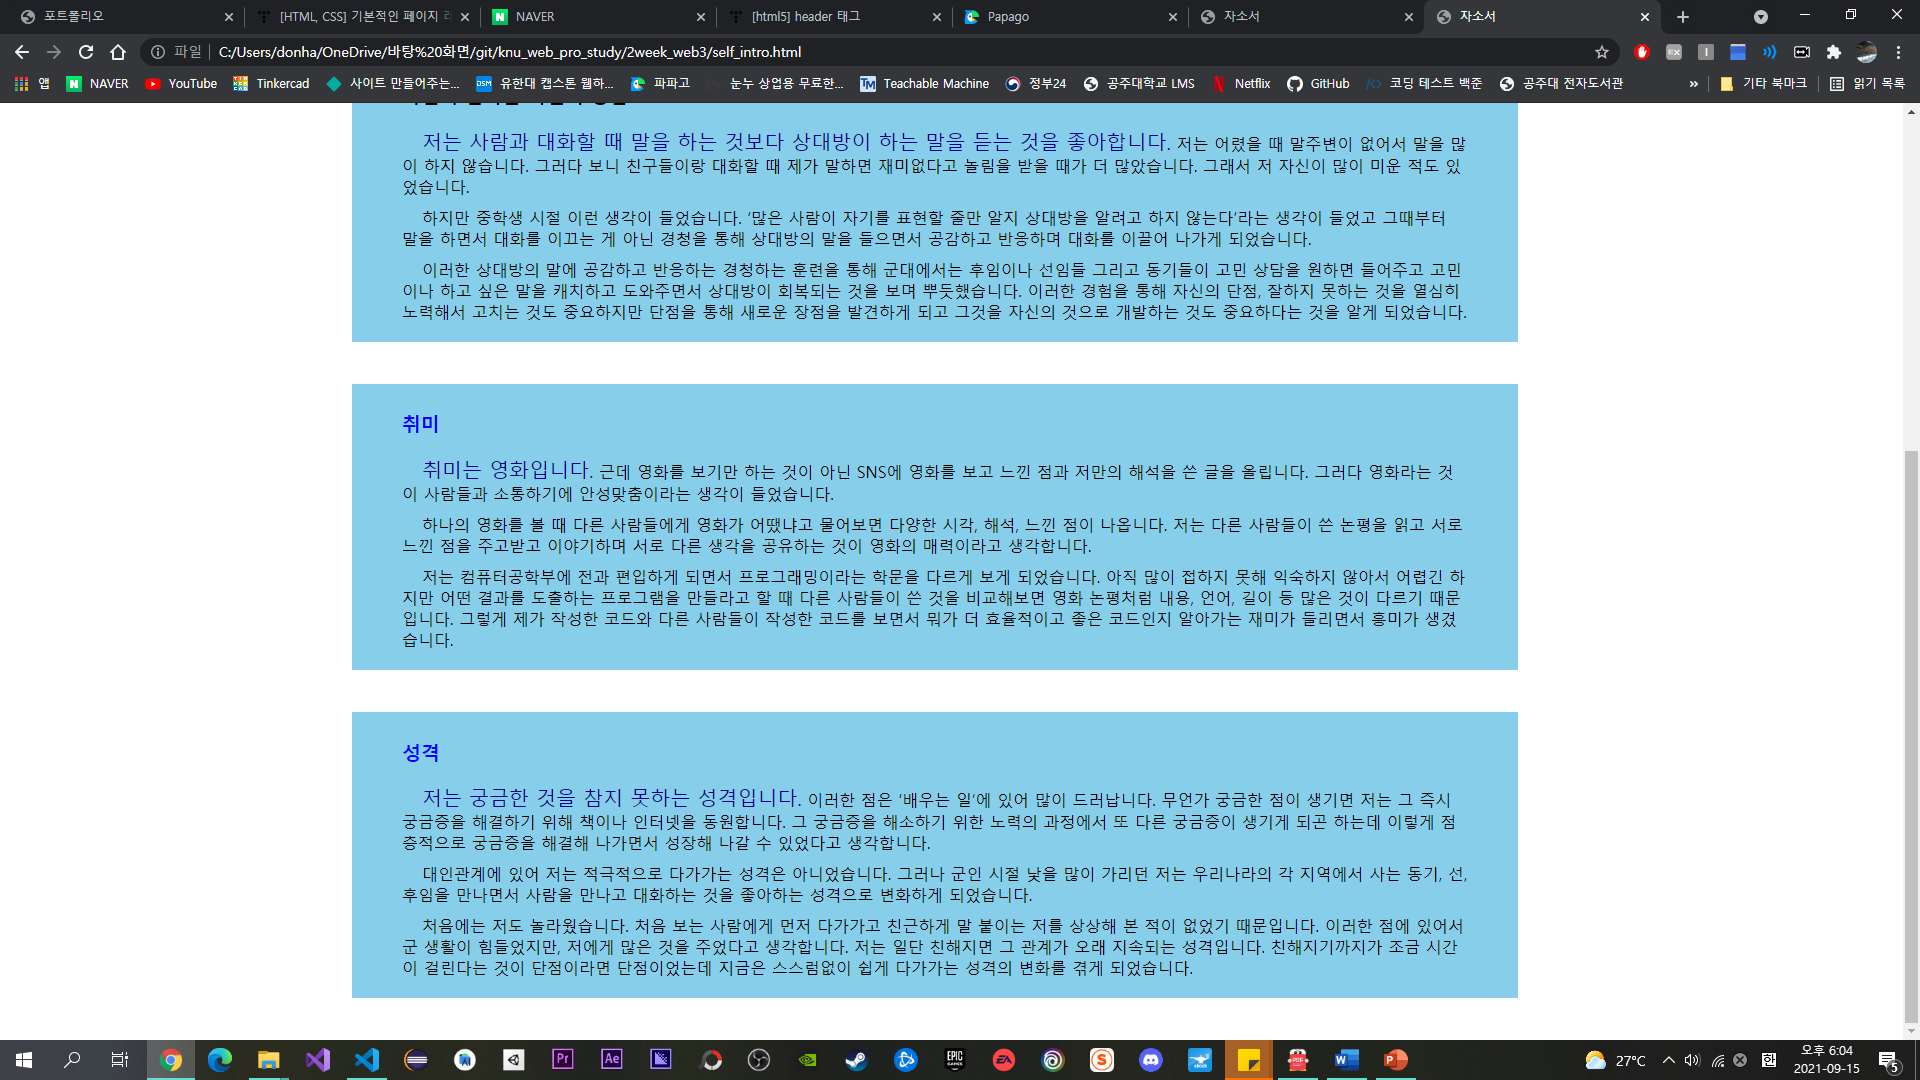 포트폴리오
[HTML, CSS] 기본적인 페이지 레
NAVER
[html5] header 태그
Papago
자소서
자소서
파일
C:/Users/donha/OneDrive/바탕%20화면/git/knu_web_pro_study/2week_web3/self_intro.html
앱
NAVER
YouTube
Tinkercad
사이트 만들어주는...
유한대 캡스톤 웹하...
파파고
눈누 상업용 무료한...
Teachable Machine
정부24
공주대학교 LMS
Netflix
GitHub
코딩 테스트 백준
공주대 전자도서관
»
기타 북마크
읽기 목록
저는 사람과 대화할 때 말을 하는 것보다 상대방이 하는 말을 듣는 것을 좋아합니다. 저는 어렸을 때 말주변이 없어서 말을 많
이 하지 않습니다. 그러다 보니 친구들이랑 대화할 때 제가 말하면 재미없다고 놀림을 받을 때가 더 많았습니다. 그래서 저 자신이 많이 미운 적도 있
었습니다.
하지만 중학생 시절 이런 생각이 들었습니다. '많은 사람이 자기를 표현할 줄만 알지 상대방을 알려고 하지 않는다'라는 생각이 들었고 그때부터
말을 하면서 대화를 이끄는 게 아닌 경청을 통해 상대방의 말을 들으면서 공감하고 반응하며 대화를 이끌어 나가게 되었습니다.
이러한 상대방의 말에 공감하고 반응하는 경청하는 훈련을 통해 군대에서는 후임이나 선임들 그리고 동기들이 고민 상담을 원하면 들어주고 고민
이나 하고 싶은 말을 캐치하고 도와주면서 상대방이 회복되는 것을 보며 뿌듯했습니다. 이러한 경험을 통해 자신의 단점, 잘하지 못하는 것을 열심히
노력해서 고치는 것도 중요하지만 단점을 통해 새로운 장점을 발견하게 되고 그것을 자신의 것으로 개발하는 것도 중요하다는 것을 알게 되었습니다.
취미
취미는 영화입니다. 근데 영화를 보기만 하는 것이 아닌 SNS에 영화를 보고 느낀 점과 저만의 해석을 쓴 글을 올립니다. 그러다 영화라는 것
이 사람들과 소통하기에 안성맞춤이라는 생각이 들었습니다.
하나의 영화를 볼 때 다른 사람들에게 영화가 어땠냐고 물어보면 다양한 시각, 해석, 느낀 점이 나옵니다. 저는 다른 사람들이 쓴 논평을 읽고 서로
느낀 점을 주고받고 이야기하며 서로 다른 생각을 공유하는 것이 영화의 매력이라고 생각합니다.
저는 컴퓨터공학부에 전과 편입하게 되면서 프로그래밍이라는 학문을 다르게 보게 되었습니다. 아직 많이 접하지 못해 익숙하지 않아서 어렵긴 하
지만 어떤 결과를 도출하는 프로그램을 만들라고 할 때 다른 사람들이 쓴 것을 비교해보면 영화 논평처럼 내용, 언어, 길이 등 많은 것이 다르기 때문
입니다. 그렇게 제가 작성한 코드와 다른 사람들이 작성한 코드를 보면서 뭐가 더 효율적이고 좋은 코드인지 알아가는 재미가 들리면서 흥미가 생겼
습니다.
성격
저는 궁금한 것을 참지 못하는 성격입니다. 이러한 점은 '배우는 일'에 있어 많이 드러납니다. 무언가 궁금한 점이 생기면 저는 그 즉시
궁금증을 해결하기 위해 책이나 인터넷을 동원합니다. 그 궁금증을 해소하기 위한 노력의 과정에서 또 다른 궁금증이 생기게 되곤 하는데 이렇게 점
층적으로 궁금증을 해결해 나가면서 성장해 나갈 수 있었다고 생각합니다.
대인관계에 있어 저는 적극적으로 다가가는 성격은 아니었습니다. 그러나 군인 시절 낯을 많이 가리던 저는 우리나라의 각 지역에서 사는 동기, 선,
후임을 만나면서 사람을 만나고 대화하는 것을 좋아하는 성격으로 변화하게 되었습니다.
처음에는 저도 놀라웠습니다. 처음 보는 사람에게 먼저 다가가고 친근하게 말 붙이는 저를 상상해 본 적이 없었기 때문입니다. 이러한 점에 있어서
군 생활이 힘들었지만, 저에게 많은 것을 주었다고 생각합니다. 저는 일단 친해지면 그 관계가 오래 지속되는 성격입니다. 친해지기까지가 조금 시간
이 걸린다는 것이 단점이라면 단점이었는데 지금은 스스럼없이 쉽게 다가가는 성격의 변화를 겪게 되었습니다.
27℃
한
오후 6:04
2021-09-15
5